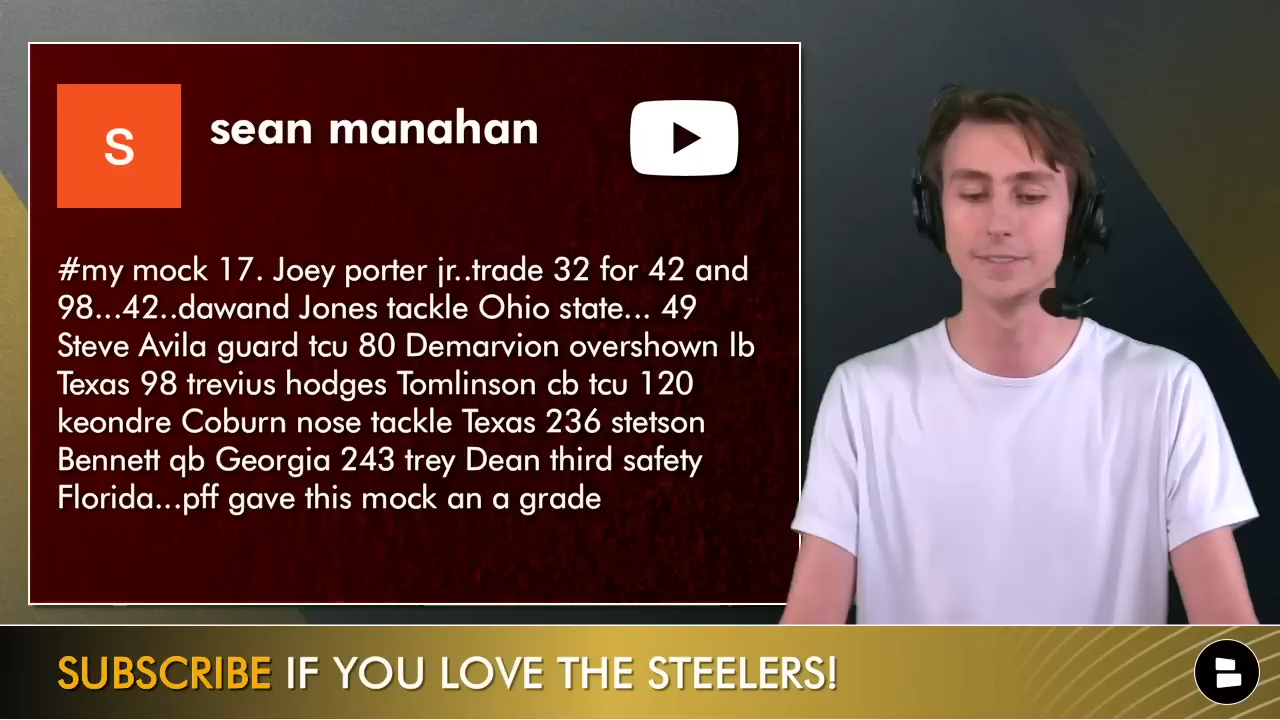 S
sean manahan
#my mock 17. Joey porter jr..trade 32 for 42 and
98...42..dawand Jones tackle Ohio state... 49
Steve Avila guard tcu 80 Demarvion overshown lb
Texas 98 trevius hodges Tomlinson cb tcu 120
keondre Coburn nose tackle Texas 236 stetson
Bennett qb Georgia 243 trey Dean third safety
Florida...pff gave this mock an a grade
SUBSCRIBE IF YOU LOVE THE STEELERS!